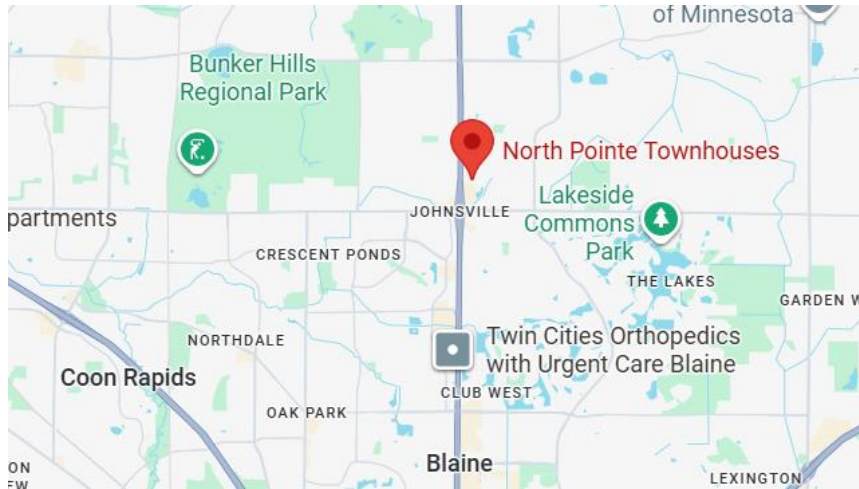 of Minnesota
Bunker Hills
Regional Park
North Pointe Townhouses
Lakeside
Commons
Park
JOHNSVILLE
partments
CRESCENT PONDS
THE LAKES
GARDEN W
Twin Cities Orthopedics
with Urgent Care Blaine
NORTHDALE
Coon Rapids
CLUB WEST
OAK PARK
Blaine
ON
EW
LEXINGTON